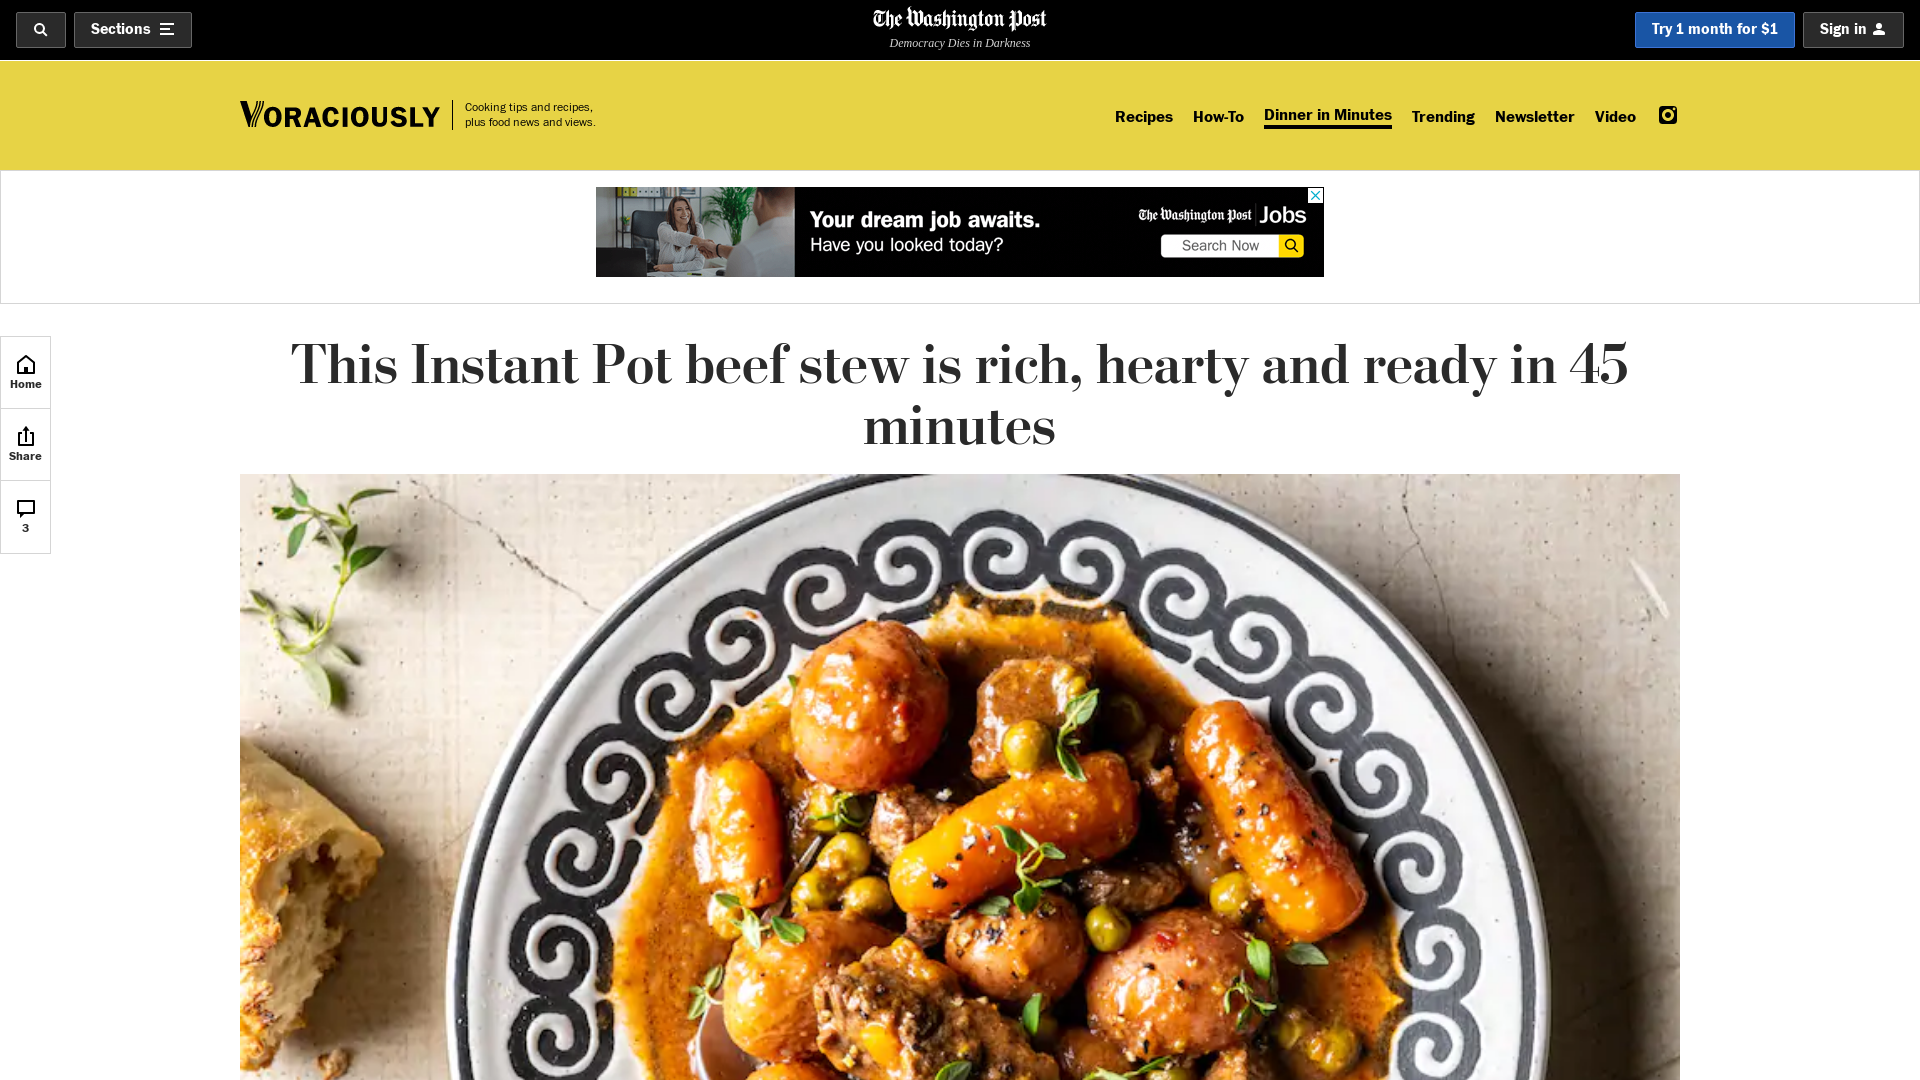 Sections
The Washington Post
Democracy Dies in Darkness
Try 1 month for $1
Sign in
VORACIOUSLY
Cooking tips and recipes,
plus food news and views.
Recipes
How-To
Dinner in Minutes
Trending
Newsletter
Video
Your dream job awaits.
Have you looked today?
The Washington Post
Jobs
Search Now
Home
Share
3
This Instant Pot beef stew is rich, hearty and ready in 45
minutes